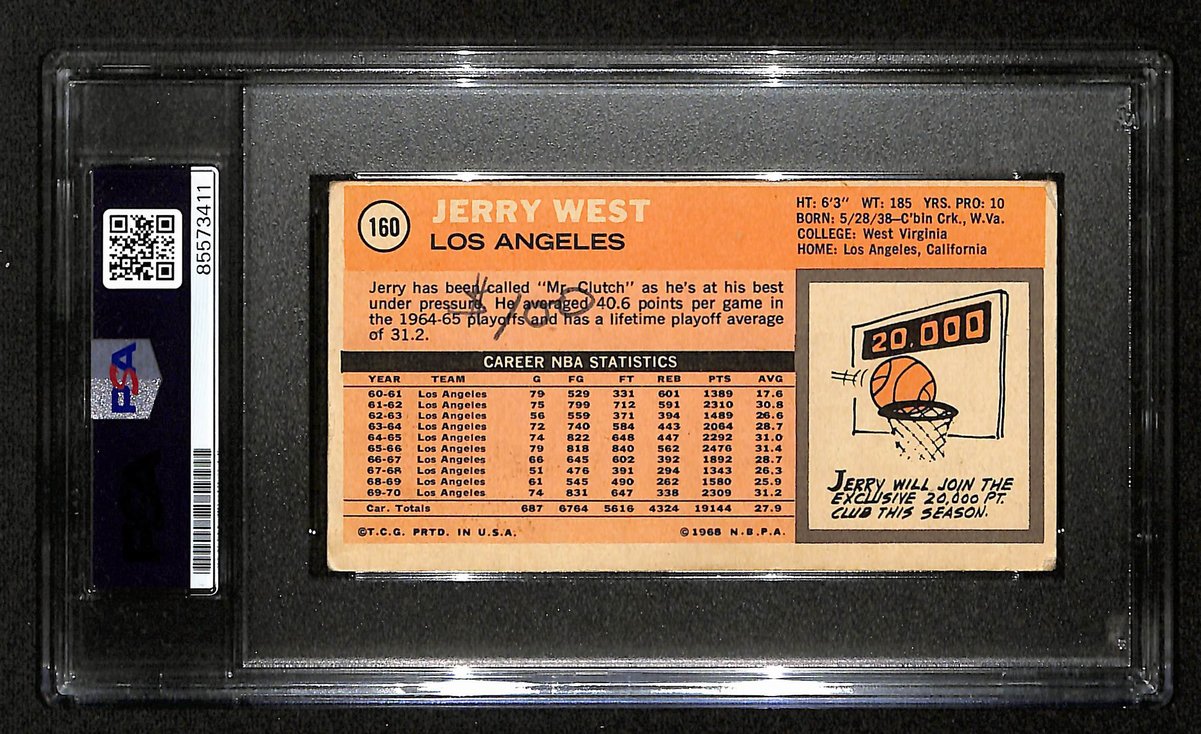 85573411
PSA
160
JERRY WEST
LOS ANGELES
HT: 6'3" WT: 185 YRS. PRO: 10
BORN: 5/28/38—C'bln Crk., W.Va.
COLLEGE: West Virginia
HOME: Los Angeles, California
Jerry has been called "Mr. Clutch" as he's at his best
under pressure. He averaged 40.6 points per game in
the 1964-65 playoffs and has a lifetime playoff average
of 31.2.
$100
CAREER NBA STATISTICS
YEAR TEAM G FG FT REB PTS AVG
60-61 Los Angeles 79 529 331 601 1389 17.6
61-62 Los Angeles 75 799 712 591 2310 30.8
62-63 Los Angeles 56 559 371 394 1489 26.6
63-64 Los Angeles 72 740 584 443 2064 28.7
64-65 Los Angeles 74 822 648 447 2292 31.0
65-66 Los Angeles 79 818 840 562 2476 31.4
66-67 Los Angeles 66 645 602 392 1892 28.7
67-68 Los Angeles 51 476 391 294 1343 26.3
68-69 Los Angeles 61 545 490 262 1580 25.9
69-70 Los Angeles 74 831 647 338 2309 31.2
Car. Totals 687 6764 5616 4324 19144 27.9
©T.C.G. PRTD. IN U.S.A. ©1968 N.B.P.A.
20,000
JERRY WILL JOIN THE
EXCLUSIVE 20,000 PT.
CLUB THIS SEASON.